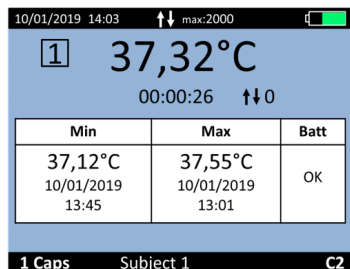 10/01/2019 14:03 max:2000
1 37,32°C
00:00:26 0
Min Max Batt
37,12°C 37,55°C
10/01/2019 10/01/2019 OK
13:45 13:01
1 Caps Subject 1 C2